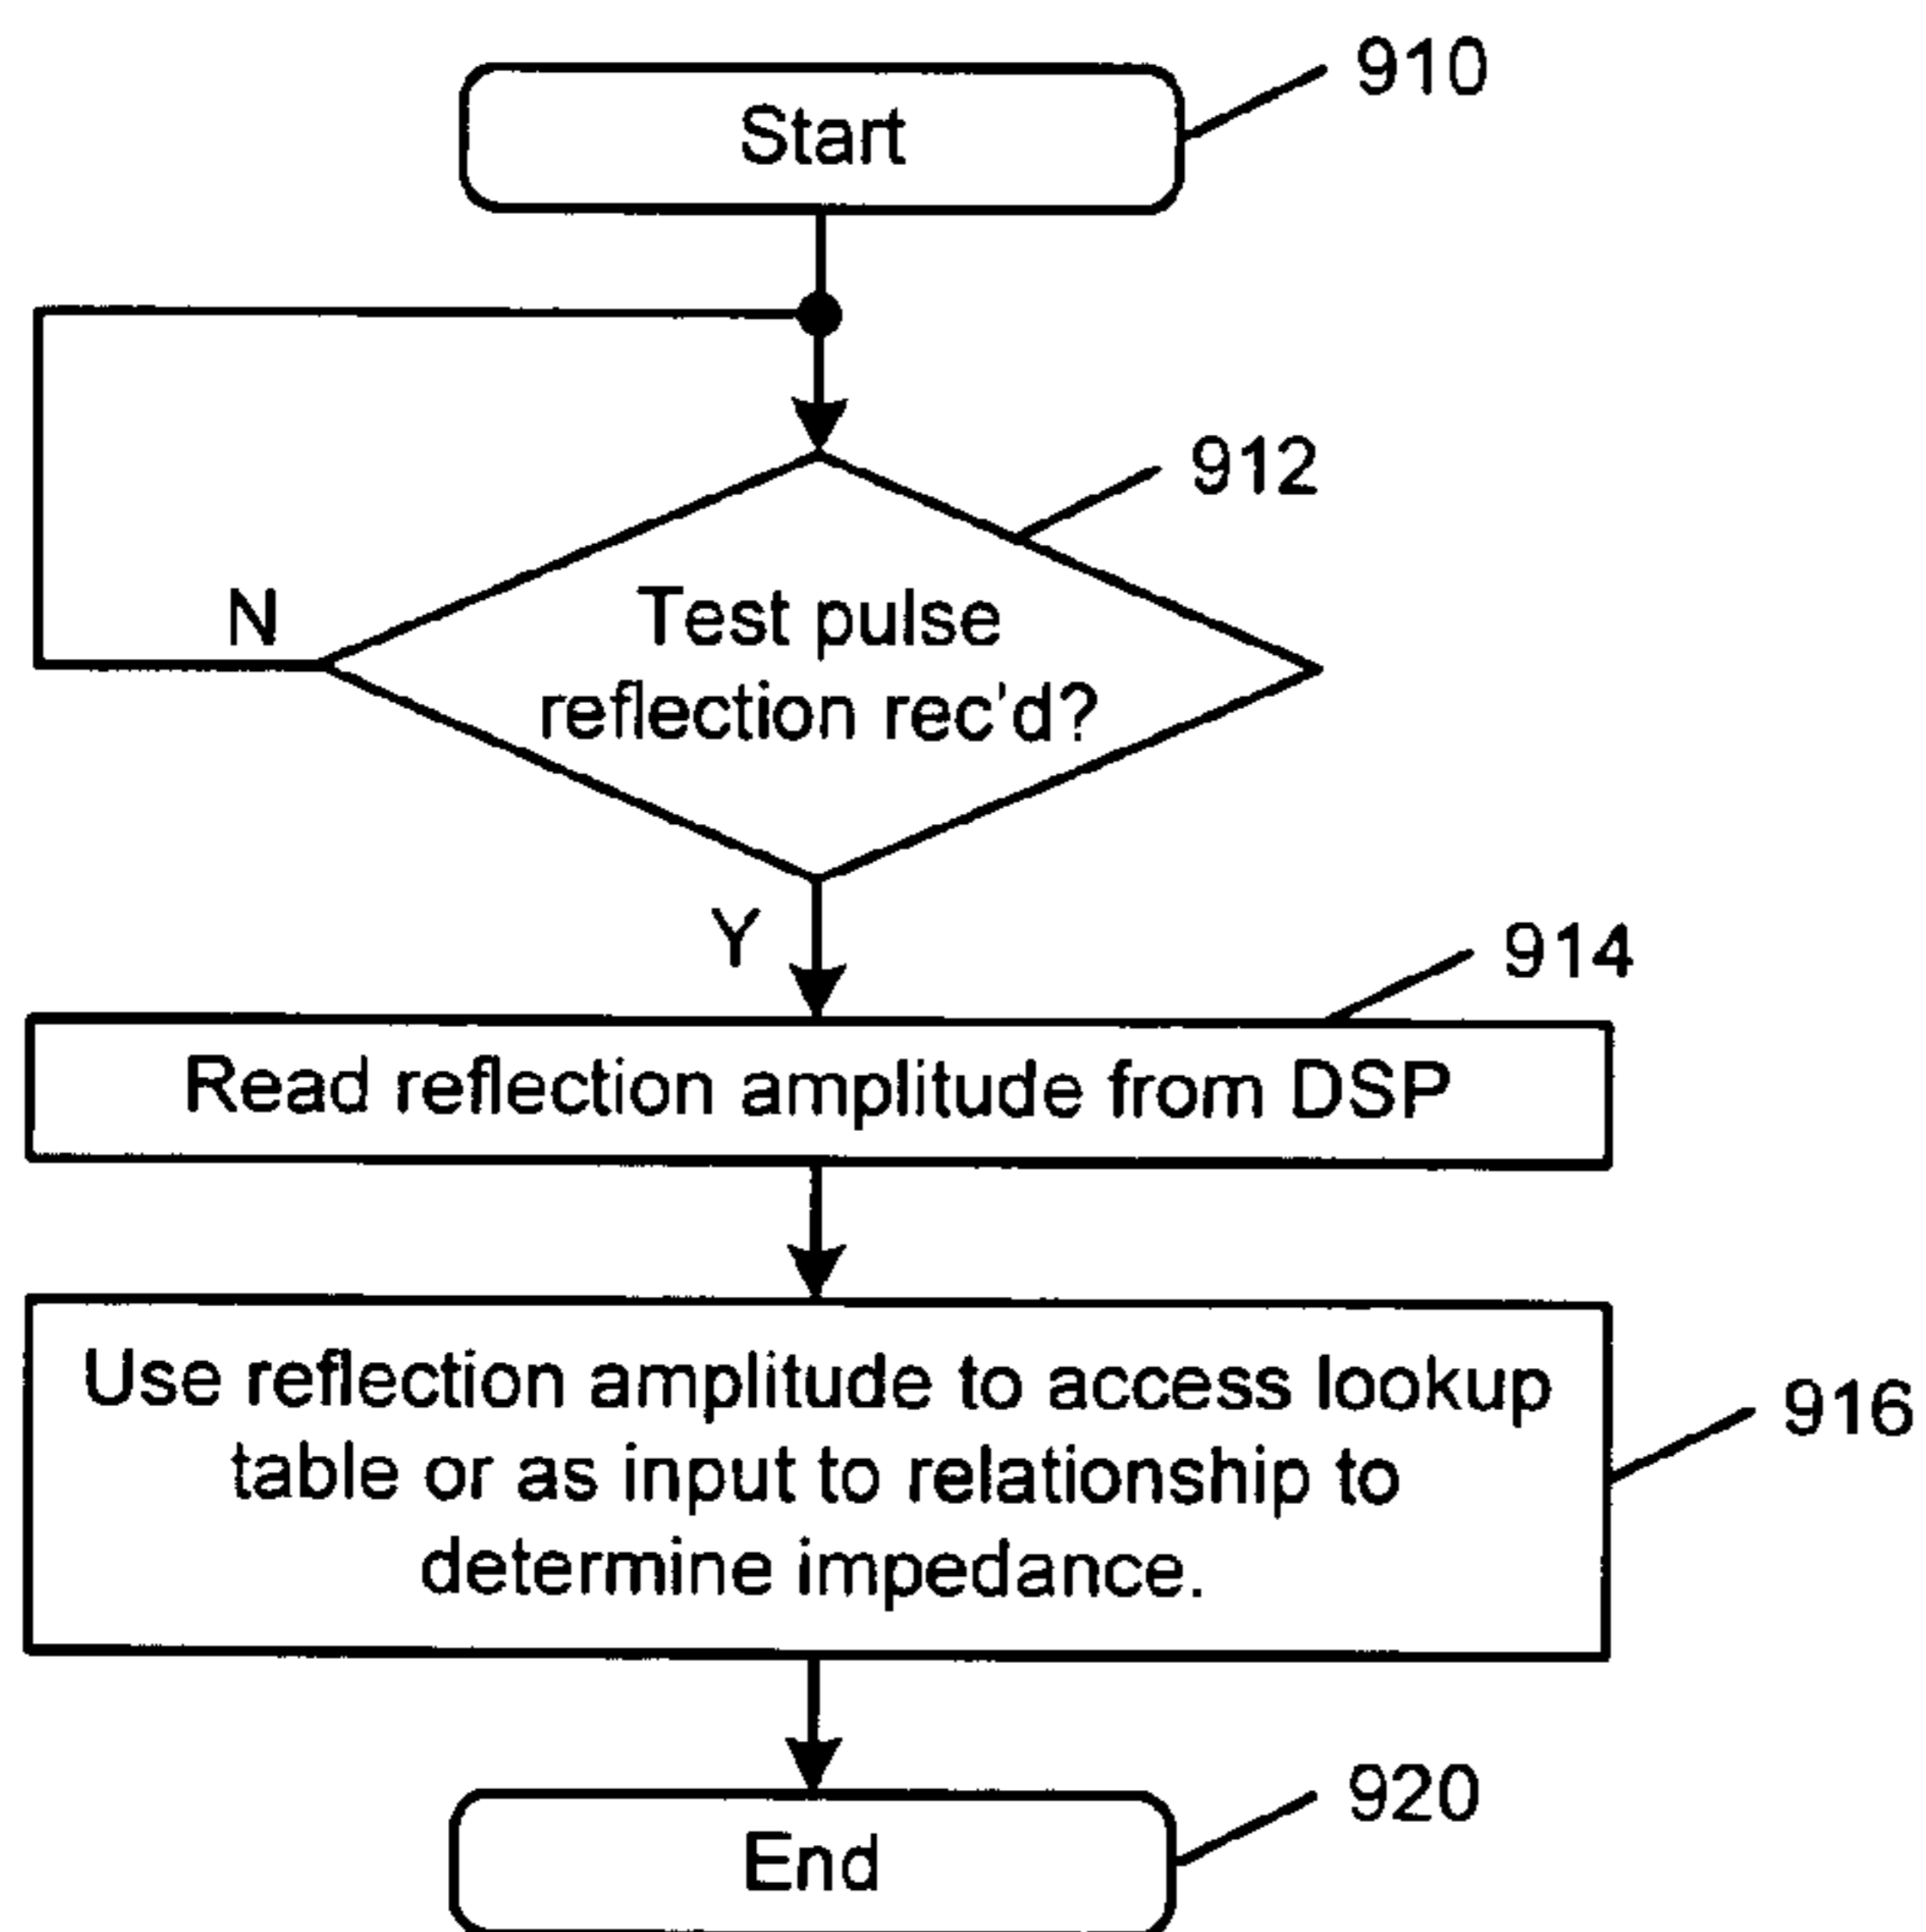 Start
910
912
Test pulse
reflection rec'd?
N
Y
914
Read reflection amplitude from DSP
Use reflection amplitude to access lookup
table or as input to relationship to
determine impedance.
916
End
920